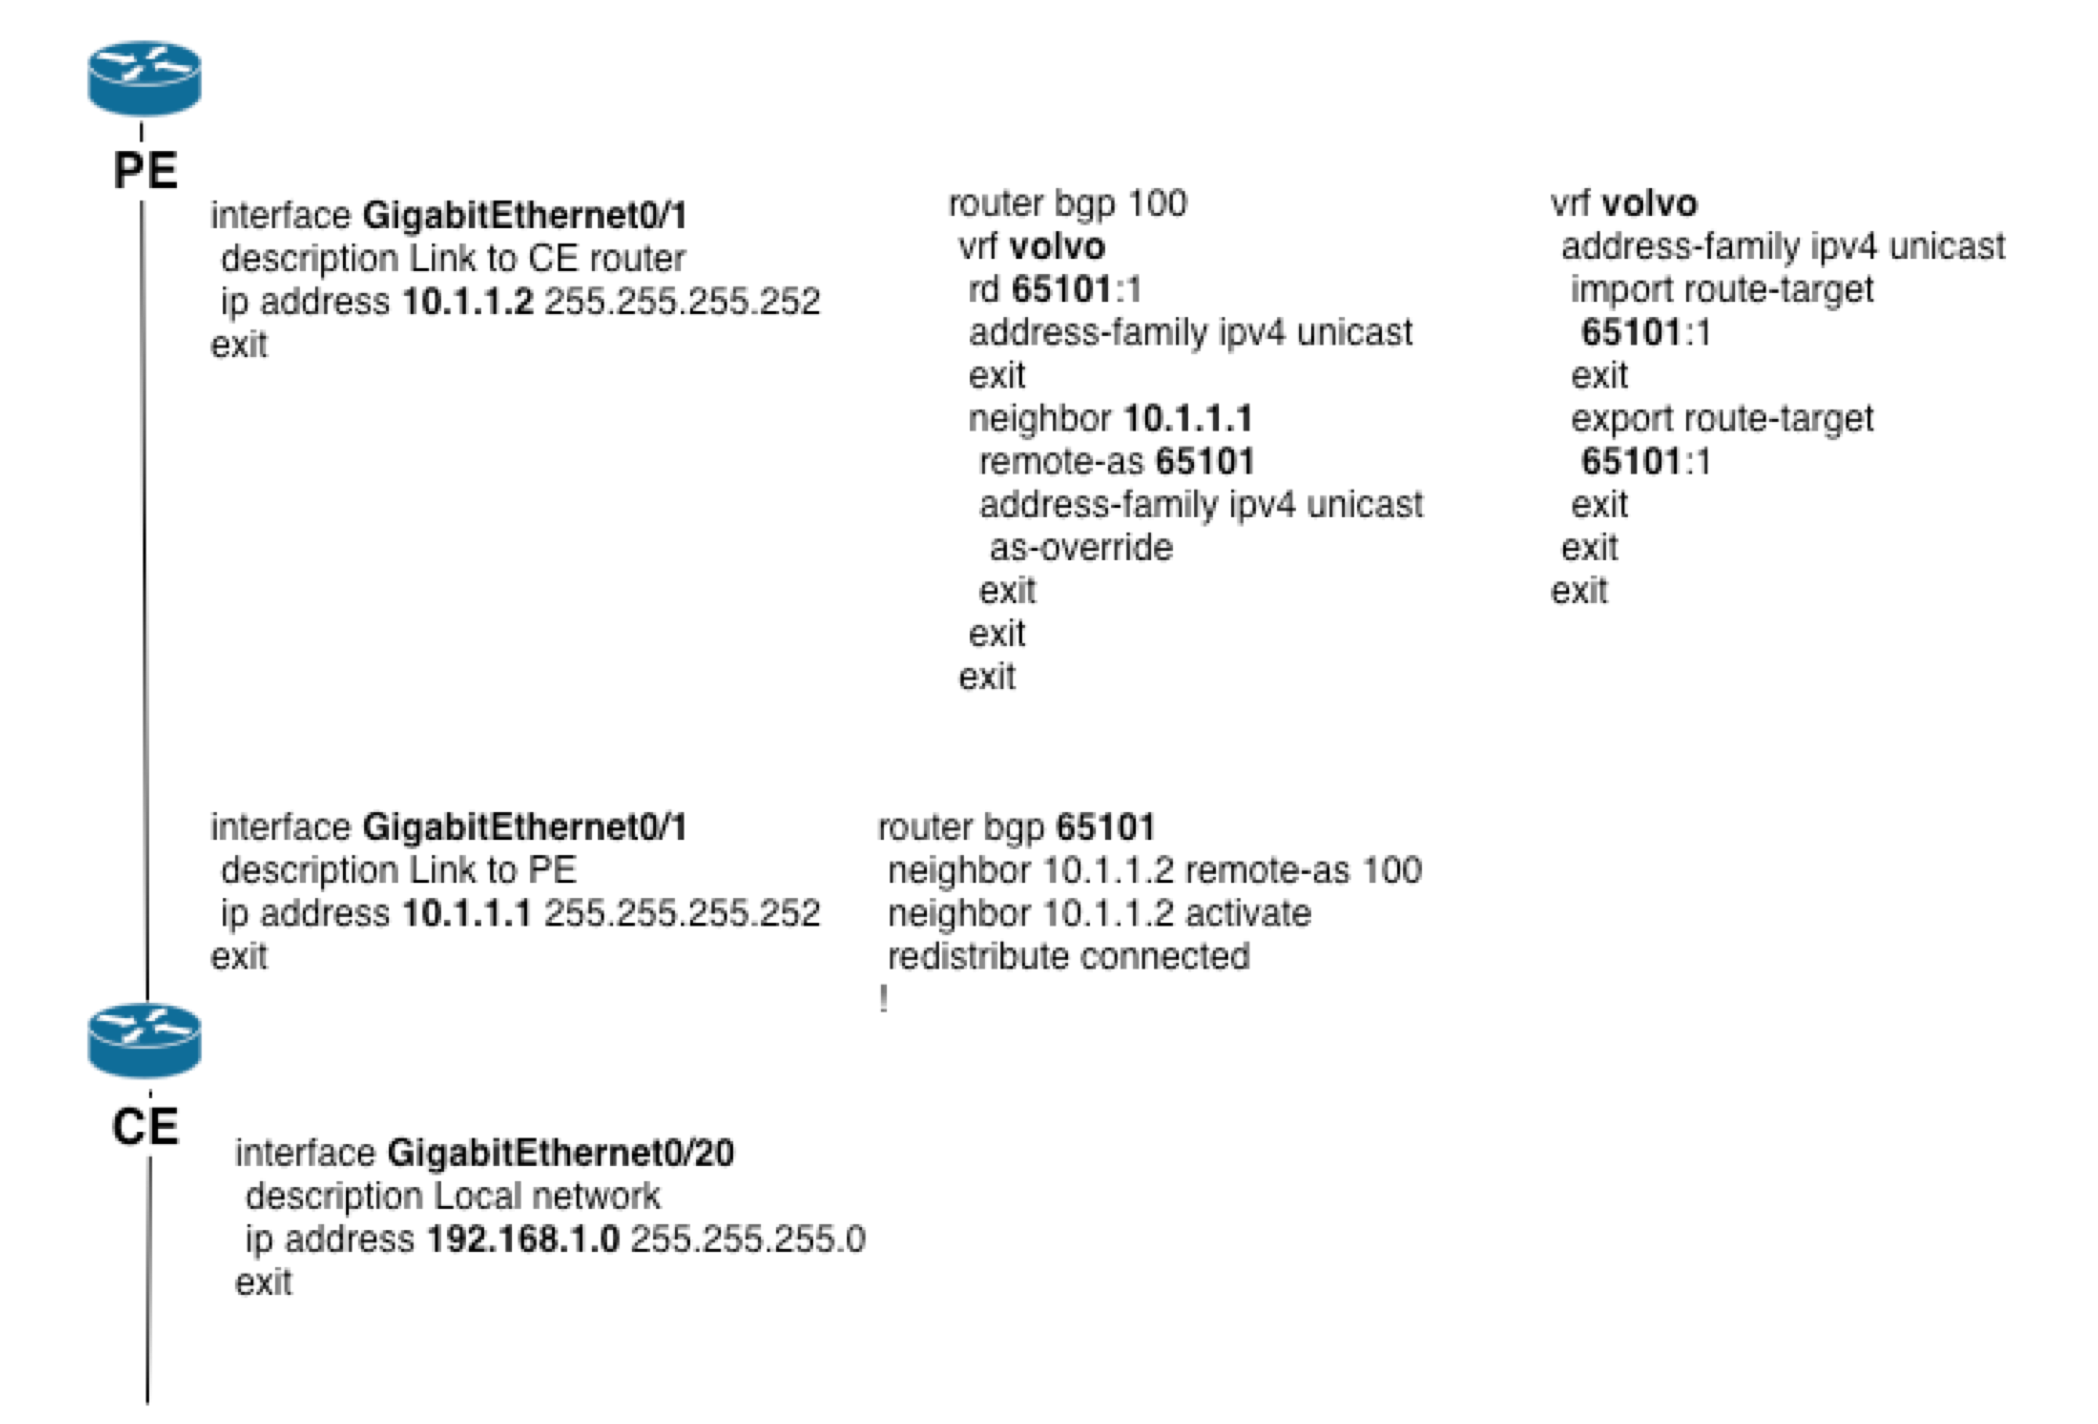 PE
interface GigabitEthernet0/1
description Link to CE router
ip address 10.1.1.2 255.255.255.252
exit
router bgp 100
vrf volvo
rd 65101:1
address-family ipv4 unicast
exit
neighbor 10.1.1.1
remote-as 65101
address-family ipv4 unicast
as-override
exit
exit
exit
vrf volvo
address-family ipv4 unicast
import route-target
65101:1
exit
export route-target
65101:1
exit
exit
exit
interface GigabitEthernet0/1
description Link to PE
ip address 10.1.1.1 255.255.255.252
exit
router bgp 65101
neighbor 10.1.1.2 remote-as 100
neighbor 10.1.1.2 activate
redistribute connected
!
CE
interface GigabitEthernet0/20
description Local network
ip address 192.168.1.0 255.255.255.0
exit